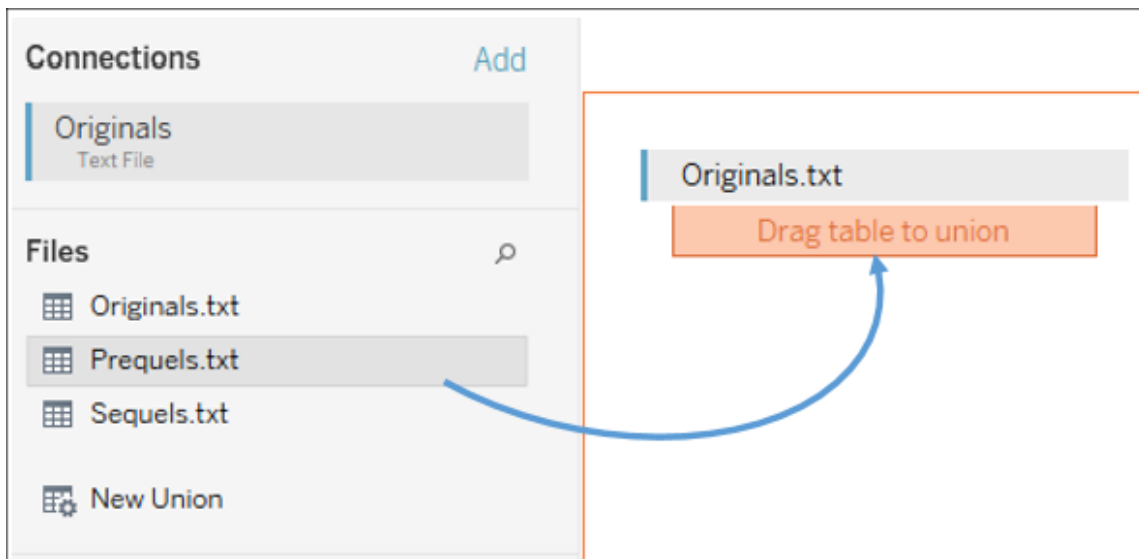 Connections
Add
Originals
Text File
Files
Originals.txt
Prequels.txt
Sequels.txt
New Union
Originals.txt
Drag table to union